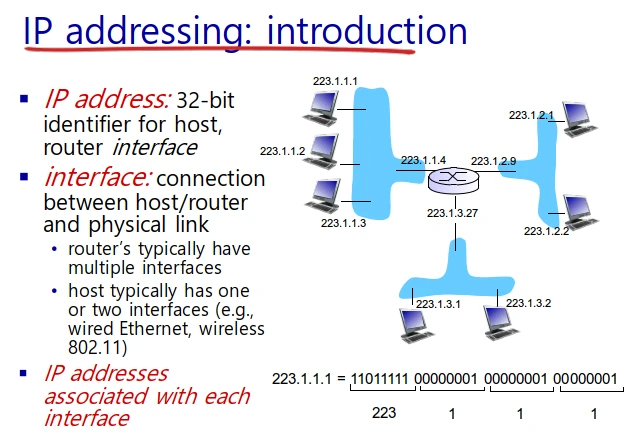 IP addressing: introduction
IP address: 32-bit
identifier for host,
router interface
interface: connection
between host/router
and physical link
router's typically have
multiple interfaces
host typically has one
or two interfaces (e.g.,
wired Ethernet, wireless
802.11)
IP addresses
associated with each
interface
223.1.1.1
223.1.1.2
223.1.1.3
223.1.1.4
223.1.2.9
223.1.2.1
223.1.2.2
223.1.3.27
223.1.3.1
223.1.3.2
223.1.1.1 = 11011111 00000001 00000001 00000001
223 1 1 1